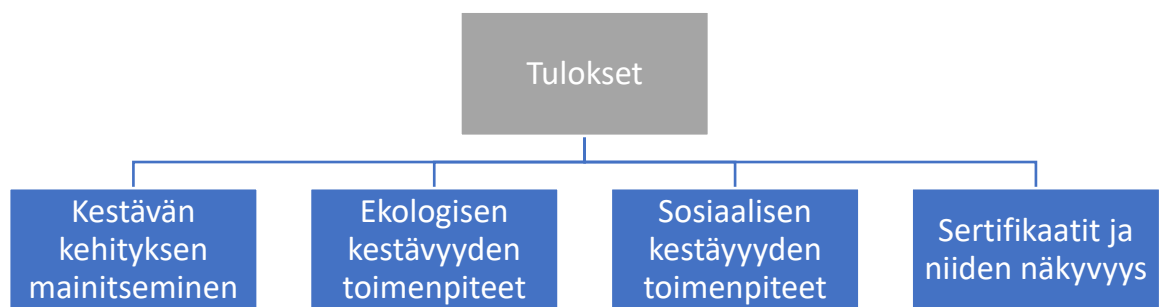 Tulokset
Kestävän
kehityksen
mainitseminen
Ekologisen
kestävyyden
toimenpiteet
Sosiaalisen
kestäyyyden
toimenpiteet
Sertifikaatit ja
niiden näkyvyys